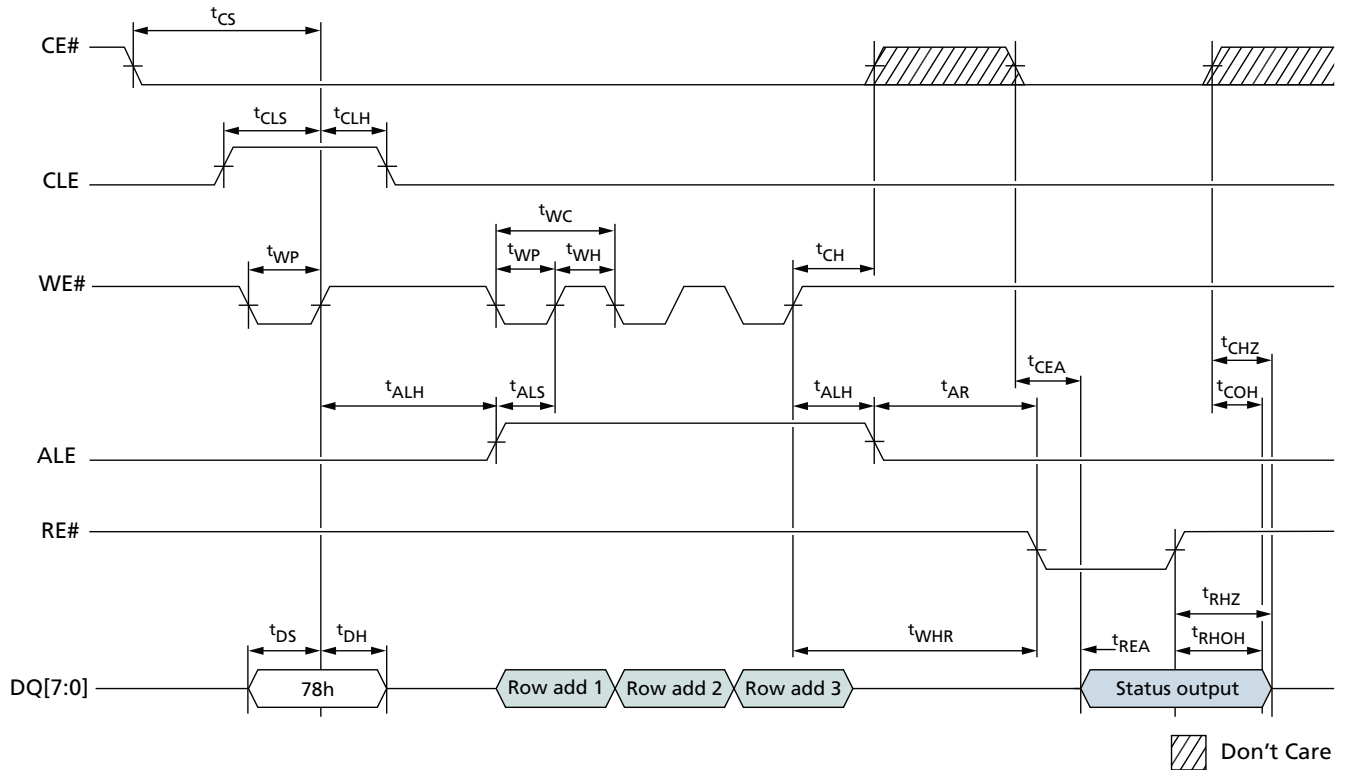 tCS
CE#
tCLS
tCLH
CLE
tWC
tWP
tWP
tWH
tCH
WE#
tCHZ
tCEA
tALH
tALS
tALH
tAR
tCOH
ALE
RE#
tRHZ
tDS
tDH
tWHR
tREA
tRHOH
DQ[7:0]
78h
Row add 1
Row add 2
Row add 3
Status output
Don't Care